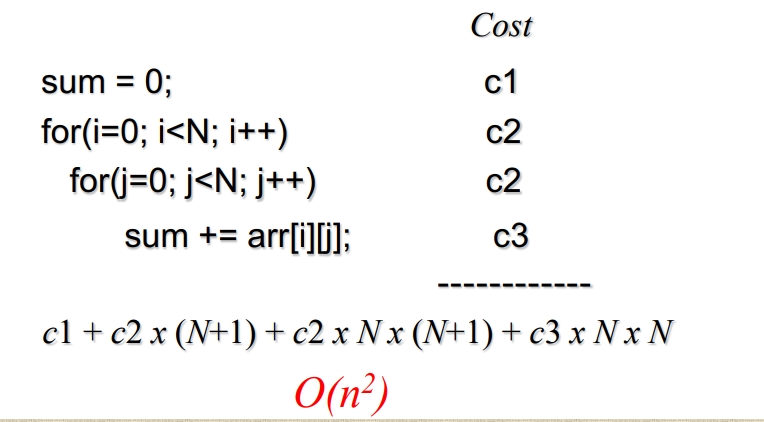 Cost
sum = 0; c1
for(i=0; i<N; i++) c2
for(j=0; j<N; j++) c2
sum += arr[i][j]; c3
------------
c1 + c2 x (N+1) + c2 x N x (N+1) + c3 x N x N
O(n²)